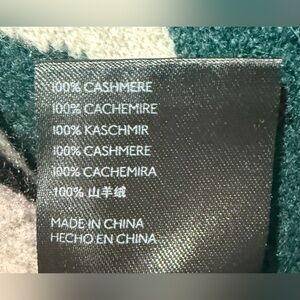 100% CASHMERE
100% CACHEMIRE
100% KASCHMIR
100% CASHMERE
100% CACHEMIRA
100% 山羊绒
MADE IN CHINA
HECHO EN CHINA